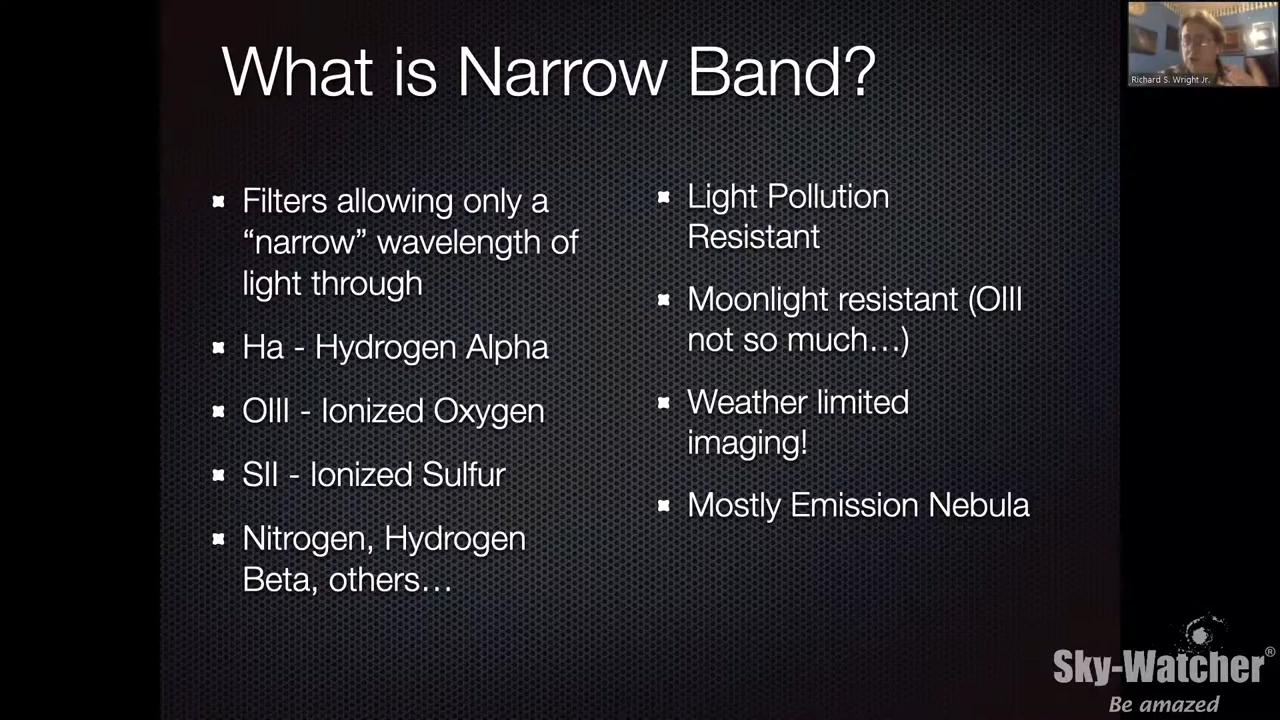 What is Narrow Band?
Filters allowing only a
“narrow” wavelength of
light through
Ha - Hydrogen Alpha
OIII - Ionized Oxygen
SII - Ionized Sulfur
Nitrogen, Hydrogen
Beta, others…
Light Pollution
Resistant
Moonlight resistant (OIII
not so much…)
Weather limited
imaging!
Mostly Emission Nebula
Richard S. Wright Jr.
Sky-Watcher®
Be amazed